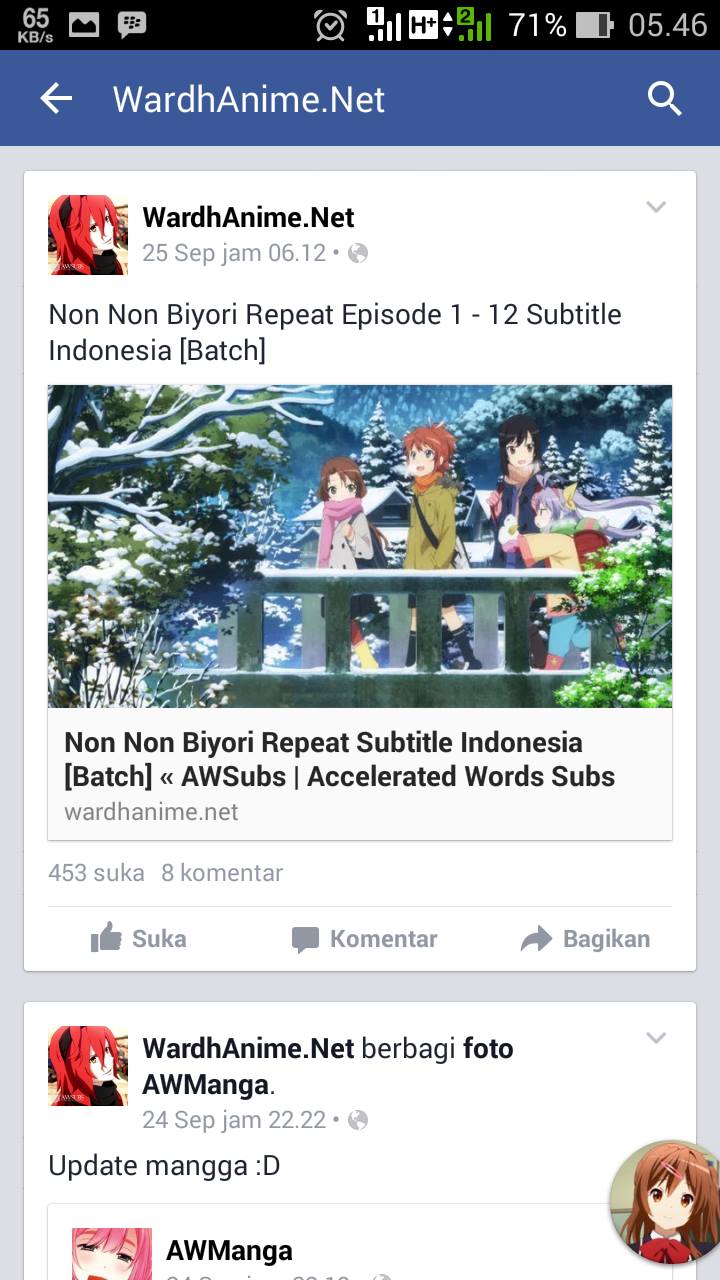 65
KB/s
1
H+
2
71%
05.46
WardhAnime.Net
WardhAnime.Net
25 Sep jam 06.12 •
Non Non Biyori Repeat Episode 1 - 12 Subtitle
Indonesia [Batch]
Non Non Biyori Repeat Subtitle Indonesia
[Batch] « AWSubs | Accelerated Words Subs
wardhanime.net
453 suka 8 komentar
Suka Komentar Bagikan
WardhAnime.Net berbagi foto
AWManga.
24 Sep jam 22.22 •
Update mangga :D
AWManga